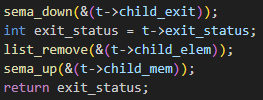 sema_down(&(t->child_exit));
int exit_status = t->exit_status;
list_remove(&(t->child_elem));
sema_up(&(t->child_mem));
return exit_status;